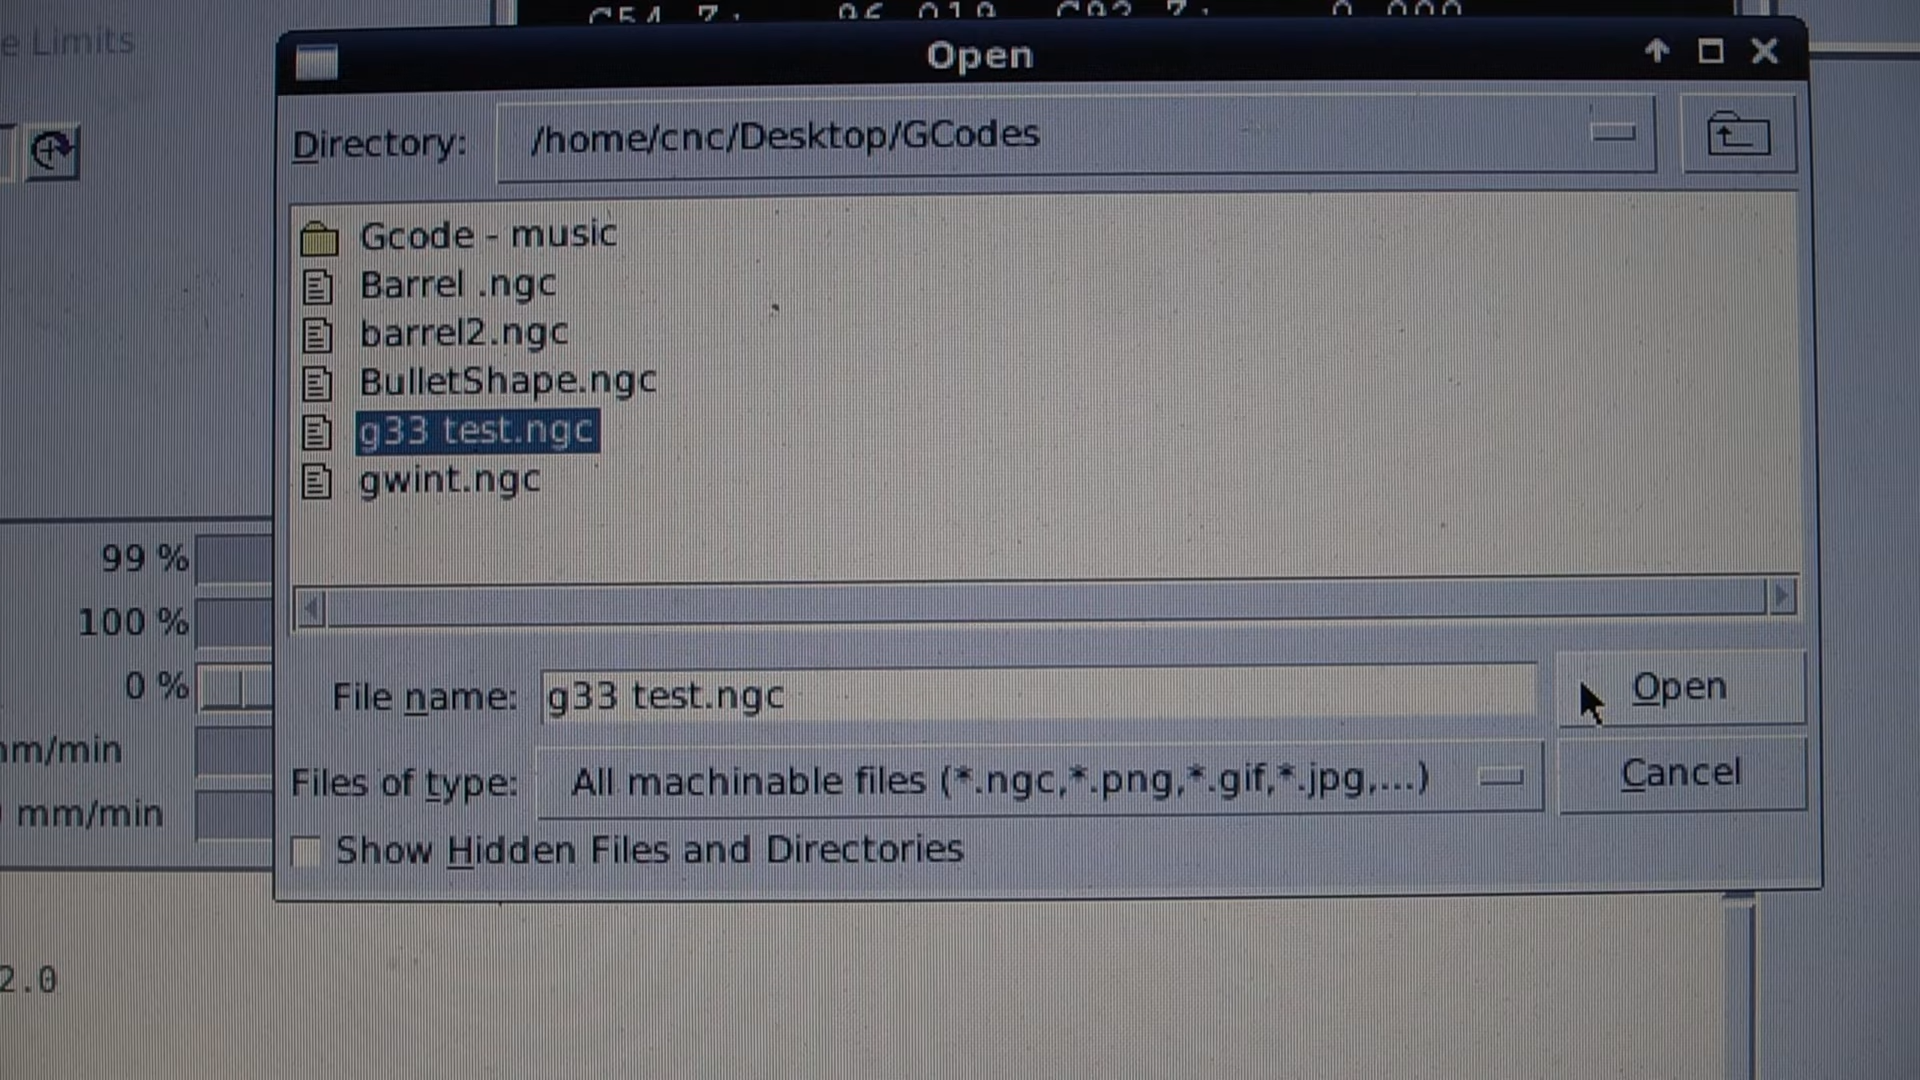 e Limits
Open
Directory: /home/cnc/Desktop/GCodes
Gcode - music
Barrel .ngc
barrel2.ngc
BulletShape.ngc
g33 test.ngc
gwint.ngc
99 %
100 %
0 %
File name: g33 test.ngc
Open
mm/min
Files of type: All machinable files (*.ngc,*.png,*.gif,*.jpg,...)
Cancel
mm/min
Show Hidden Files and Directories
2.0